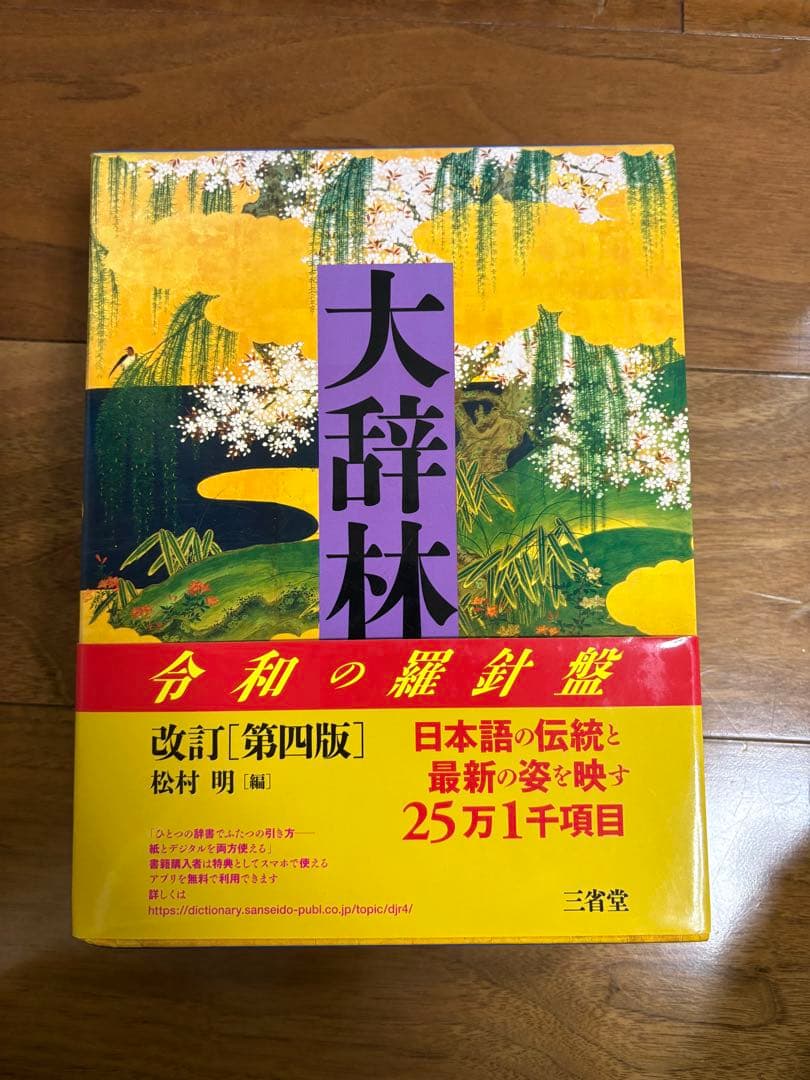 大辞林
令和の羅針盤
改訂［第四版］
松村 明［編］
日本語の伝統と
最新の姿を映す
25万1千項目
「ひとつの辞書でふたつの引き方──
紙とデジタルを両方使える」
書籍購入者は特典としてスマホで使える
アプリを無料で利用できます
詳しくは
https://dictionary.sanseido-publ.co.jp/topic/djr4/
三省堂